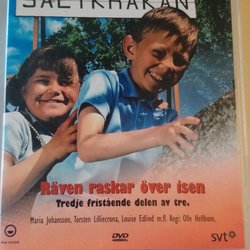 SALTKRÅKAN
Räven raskar över isen
Tredje fristående delen av tre.
Maria Johansson, Torsten Lilliecrona, Louise Edlind m.fl. Regi: Olle Hellbom.
DVD
VIDEO
svt